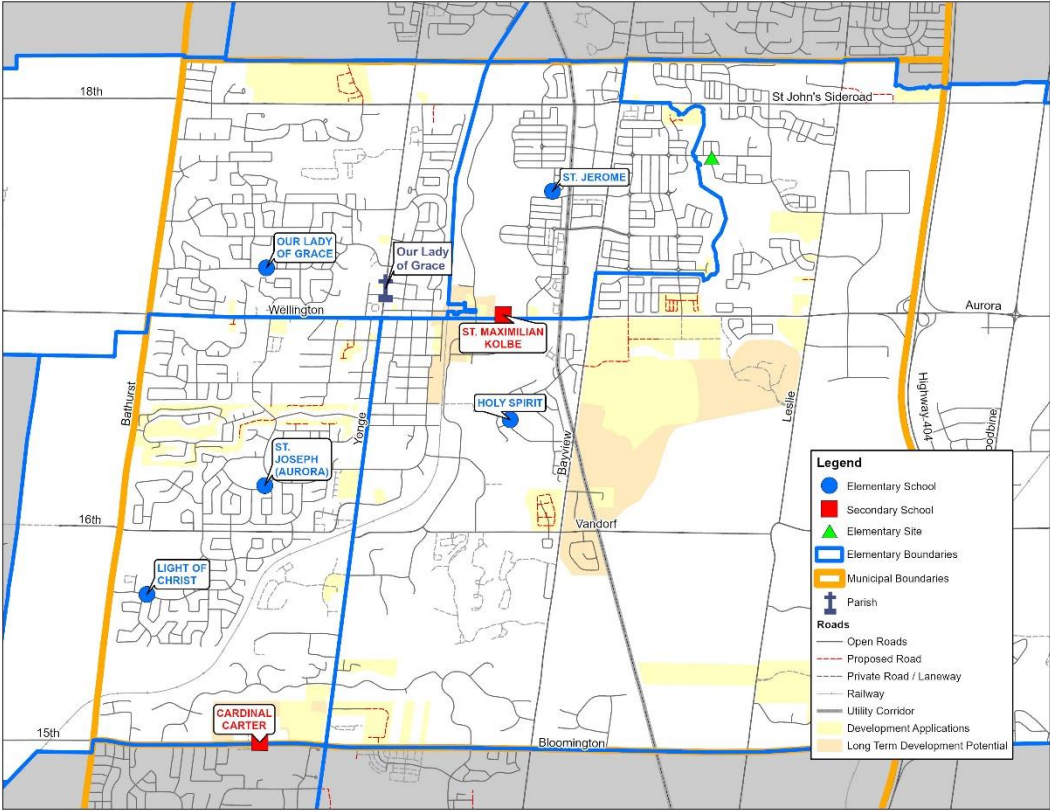 18th
St John's Sideroad
ST. JEROME
OUR LADY
OF GRACE
Our Lady
of Grace
Wellington
Aurora
ST. MAXIMILIAN
KOLBE
Bathurst
Yonge
HOLY SPIRIT
Bayview
Leslie
Highway 404
oodbine
ST.
JOSEPH
(AURORA)
16th
Vandorf
LIGHT OF
CHRIST
CARDINAL
CARTER
15th
Bloomington
Legend
Elementary School
Secondary School
Elementary Site
Elementary Boundaries
Municipal Boundaries
Parish
Roads
Open Roads
Proposed Road
Private Road / Laneway
Railway
Utility Corridor
Development Applications
Long Term Development Potential